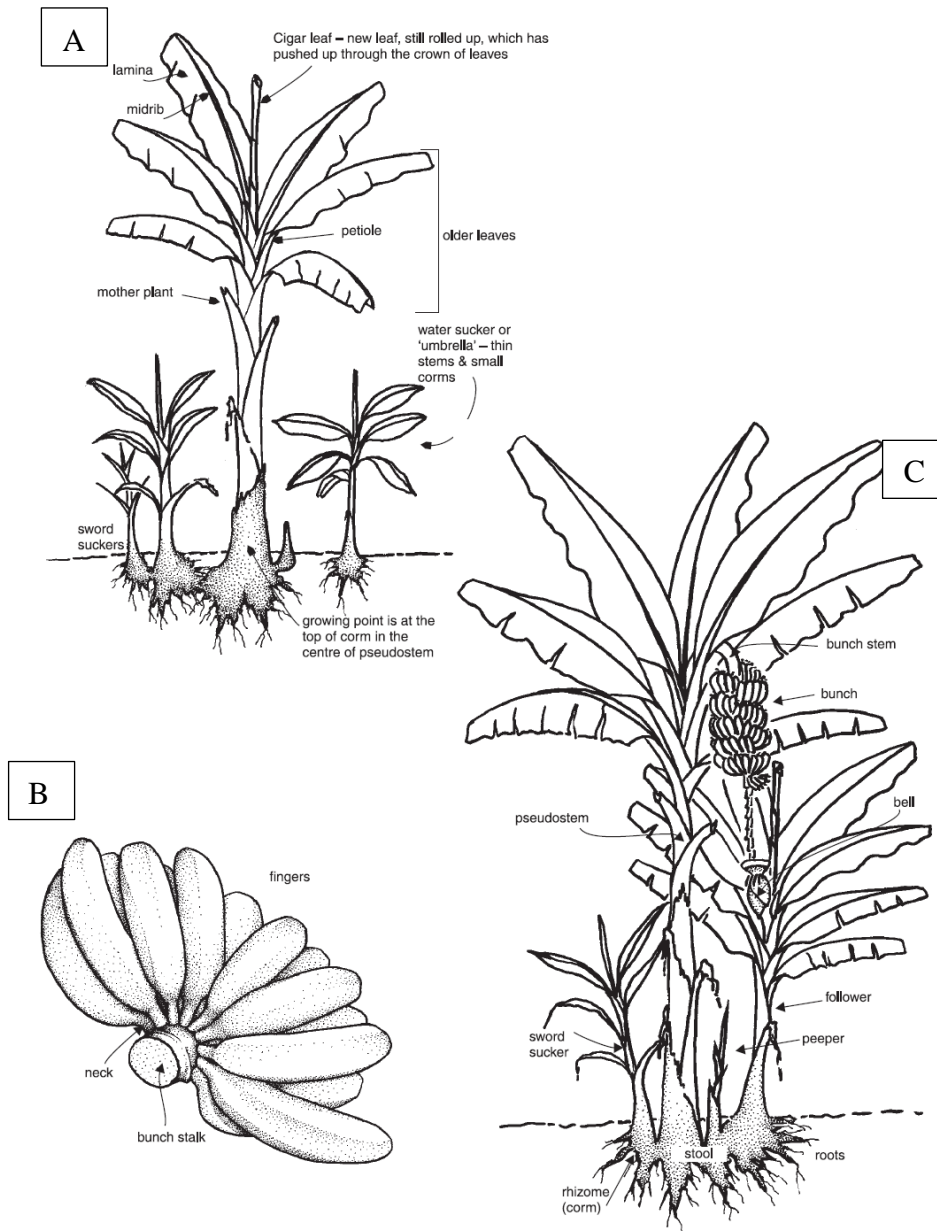 A
Cigar leaf – new leaf, still rolled up, which has
pushed up through the crown of leaves
lamina
midrib
petiole
older leaves
mother plant
water sucker or
'umbrella' – thin
stems & small
corms
sword
suckers
growing point is at the
top of corm in the
centre of pseudostem
C
bunch stem
bunch
bell
pseudostem
follower
peeper
sword
sucker
stool
roots
rhizome
(corm)
B
fingers
neck
bunch stalk